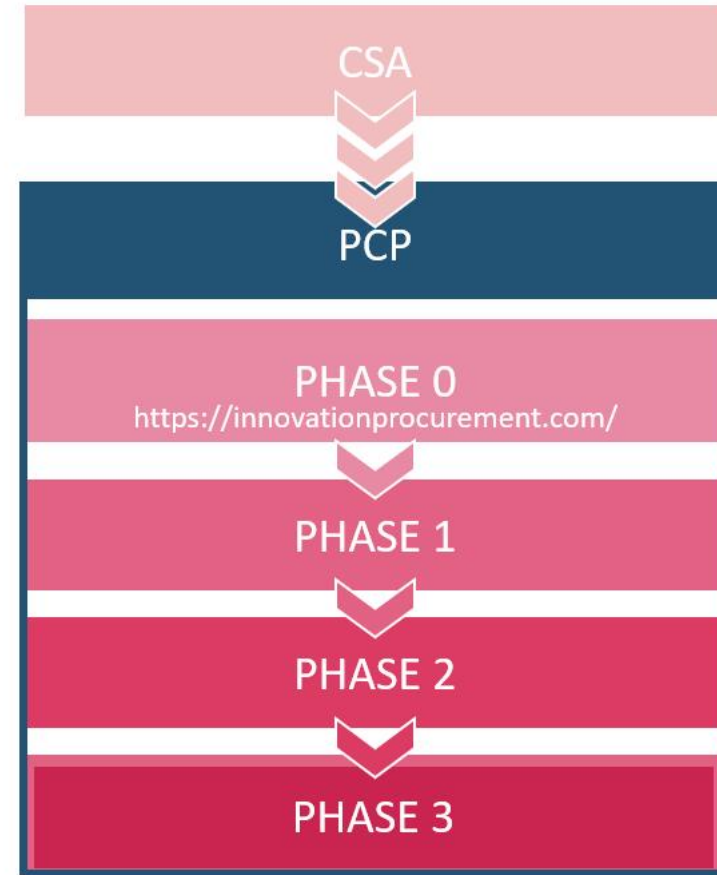 CSA
PCP
PHASE 0
https://innovationprocurement.com/
PHASE 1
PHASE 2
PHASE 3